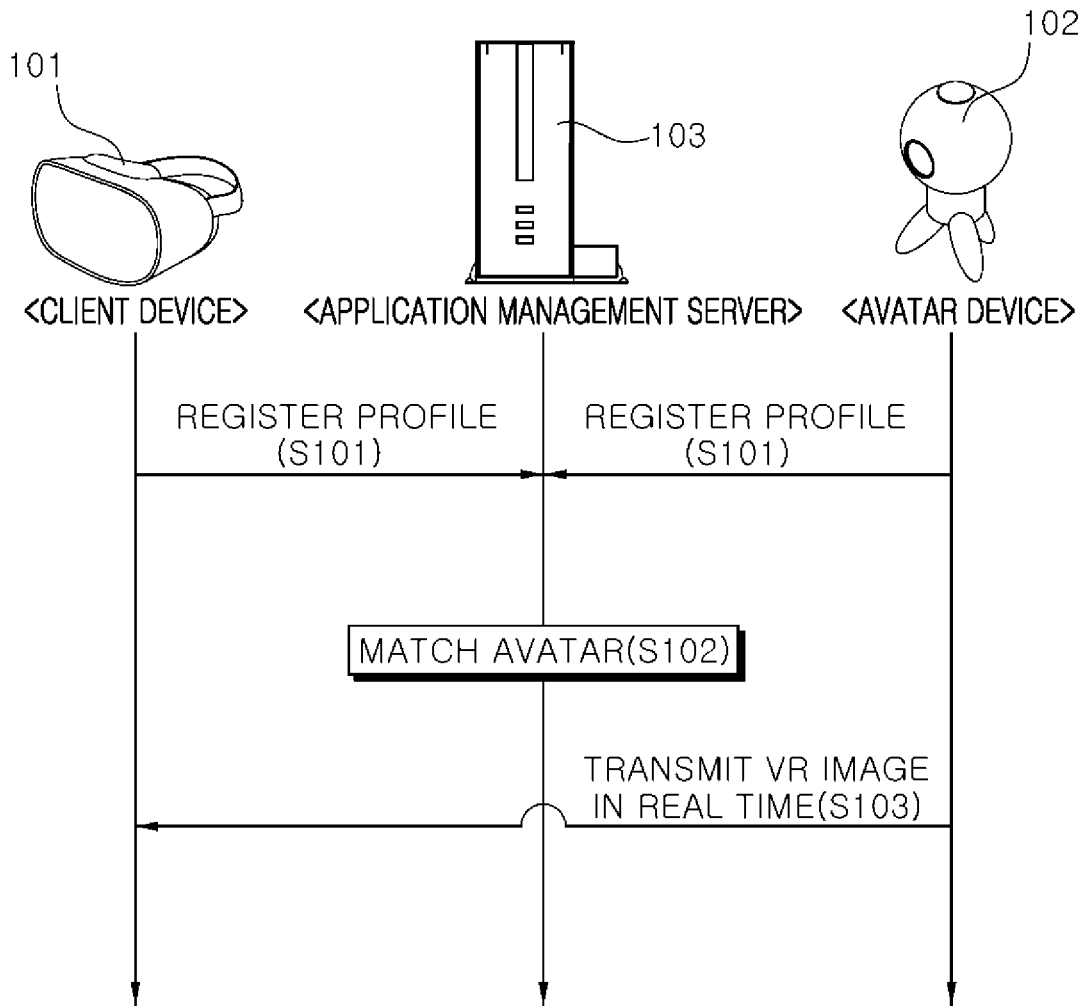 102
101
103
<CLIENT DEVICE>
<APPLICATION MANAGEMENT SERVER>
<AVATAR DEVICE>
REGISTER PROFILE
(S101)
REGISTER PROFILE
(S101)
MATCH AVATAR(S102)
TRANSMIT VR IMAGE
IN REAL TIME(S103)